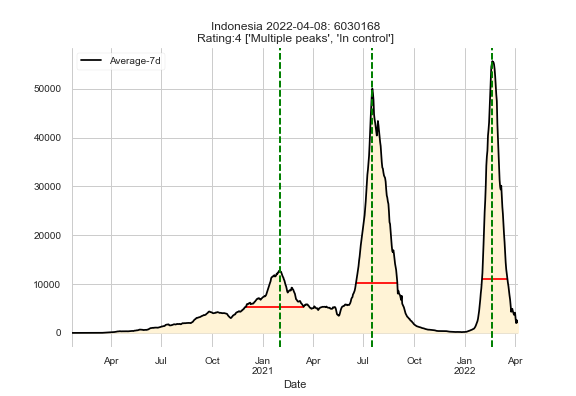 Indonesia 2022-04-08: 6030168
Rating:4 ['Multiple peaks', 'In control']
Average-7d
50000
40000
30000
20000
10000
0
Apr Jul Oct Jan Apr Jul Oct Jan Apr
2021 2022
Date